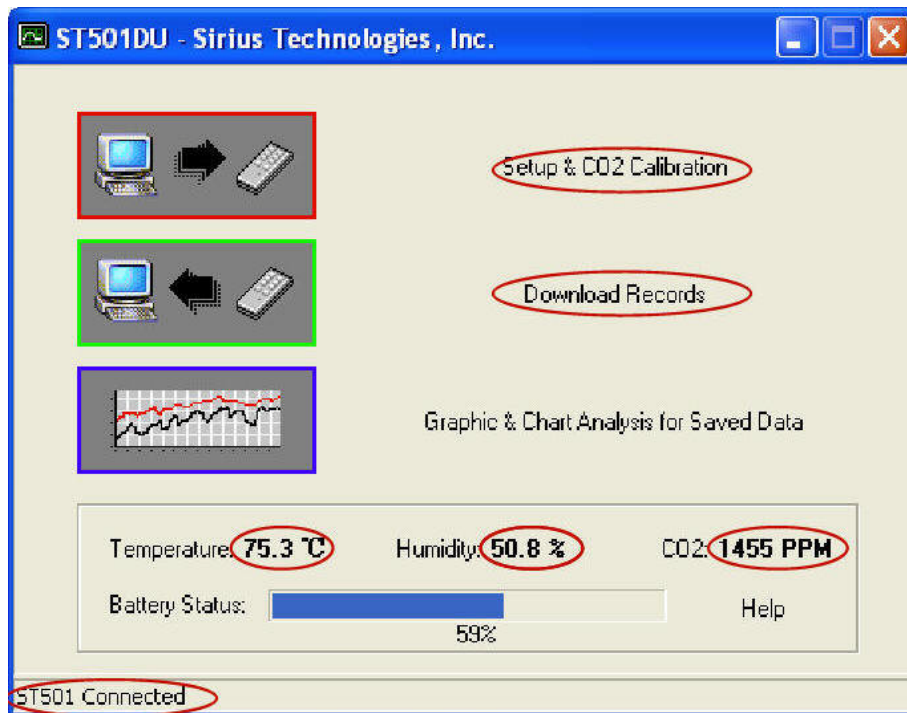 ST501DU - Sirius Technologies, Inc.
Setup & CO2 Calibration
Download Records
Graphic & Chart Analysis for Saved Data
Temperature: 75.3 ℃ Humidity: 50.8 % CO2: 1455 PPM
Battery Status: Help
59%
ST501 Connected